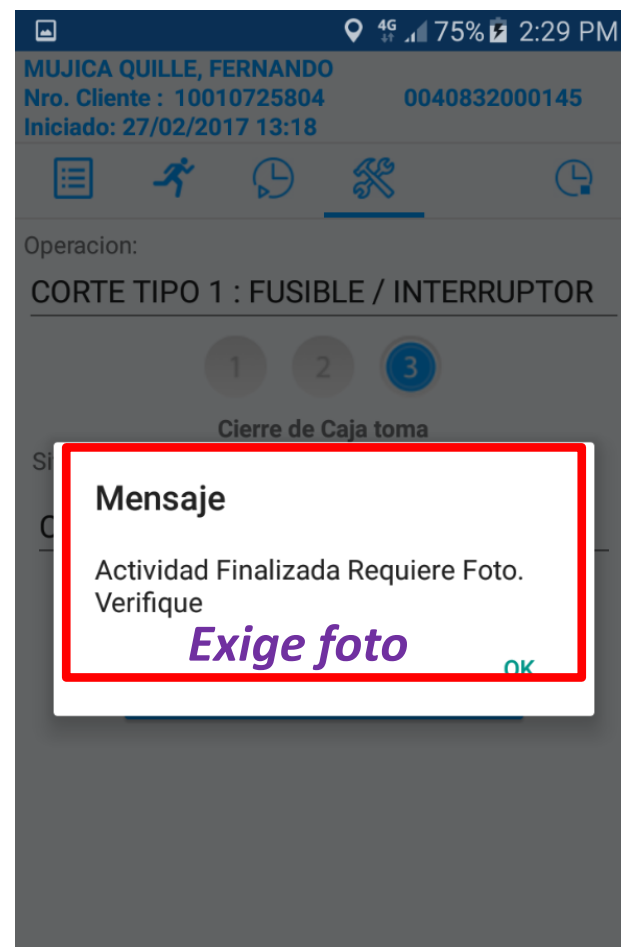 4G 75% 2:29 PM
MUJICA QUILLE, FERNANDO
Nro. Cliente : 10010725804 0040832000145
Iniciado: 27/02/2017 13:18
Operacion:
CORTE TIPO 1 : FUSIBLE / INTERRUPTOR
1 2 3
Cierre de Caja toma
Mensaje
Actividad Finalizada Requiere Foto.
Verifique
Exige foto
OK